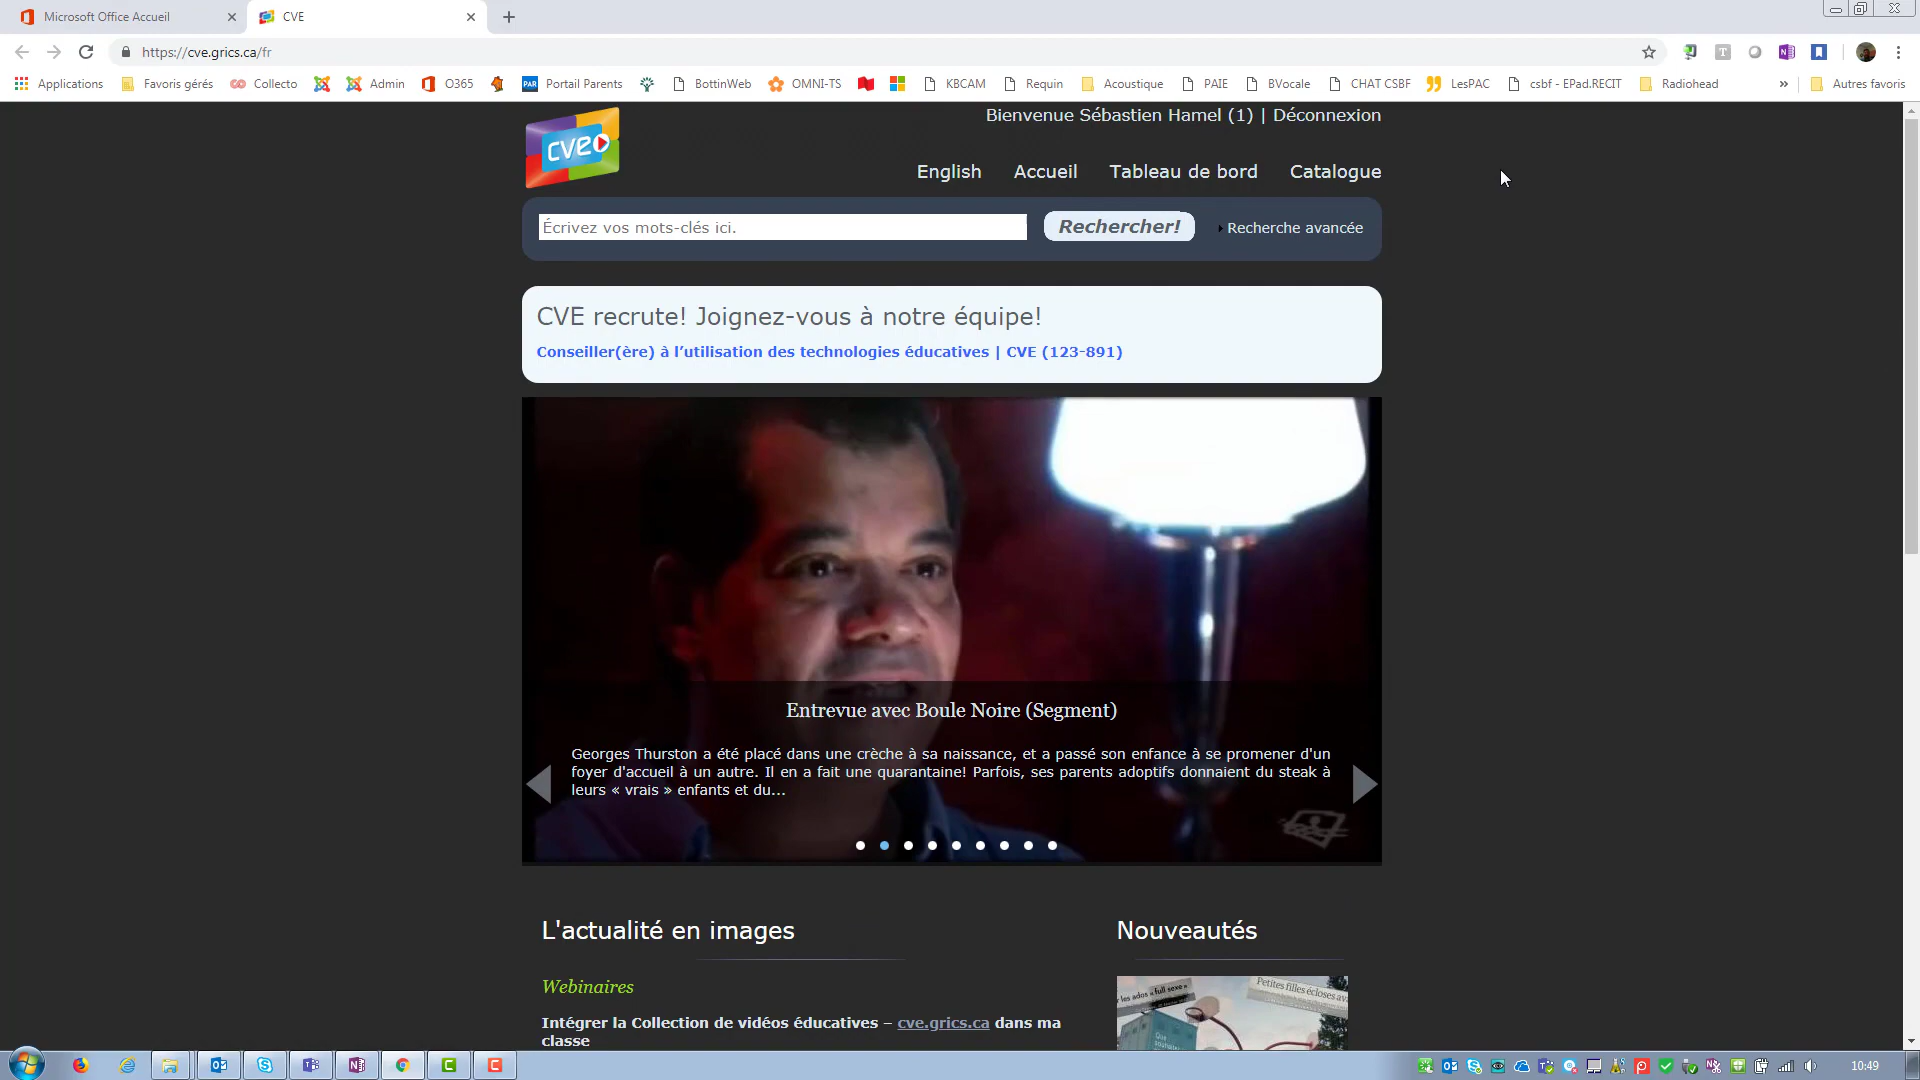 Microsoft Office Accueil
CVE
https://cve.grics.ca/fr
Applications
Favoris gérés
Collecto
Admin
O365
PAR
Portail Parents
BottinWeb
OMNI-TS
KBCAM
Requin
Acoustique
PAIE
BVocale
CHAT CSBF
LesPAC
csbf - EPad.RECIT
Radiohead
»
Autres favoris
Bienvenue Sébastien Hamel (1) | Déconnexion
cve
English
Accueil
Tableau de bord
Catalogue
Écrivez vos mots-clés ici.
Rechercher!
Recherche avancée
CVE recrute! Joignez-vous à notre équipe!
Conseiller(ère) à l’utilisation des technologies éducatives | CVE (123-891)
Entrevue avec Boule Noire (Segment)
Georges Thurston a été placé dans une crèche à sa naissance, et a passé son enfance à se promener d'un
foyer d'accueil à un autre. Il en a fait une quarantaine! Parfois, ses parents adoptifs donnaient du steak à
leurs « vrais » enfants et du...
L'actualité en images
Nouveautés
Webinaires
Intégrer la Collection de vidéos éducatives – cve.grics.ca dans ma
classe
les ados « full sexe »
Petites filles écloses
Que
10:49